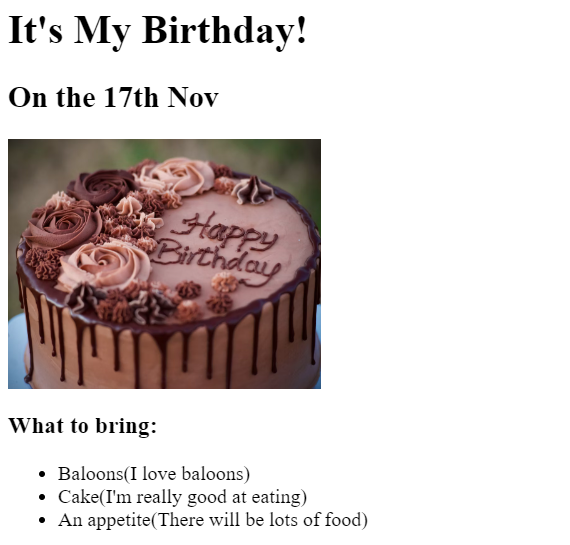 It's My Birthday!
On the 17th Nov
Happy
Birthday
What to bring:
Baloons(I love baloons)
Cake(I'm really good at eating)
An appetite(There will be lots of food)